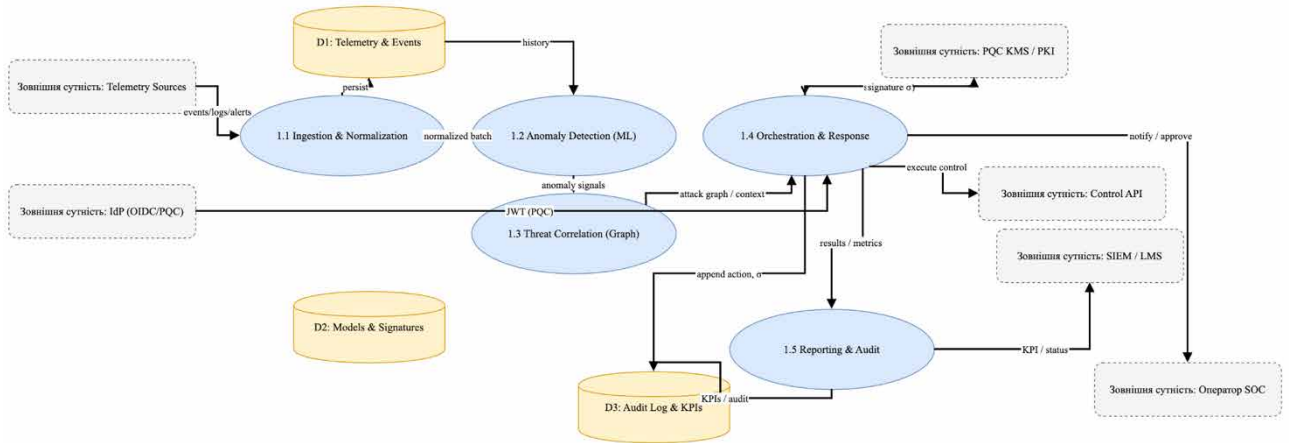 D1: Telemetry & Events
history
Зовнішня сутність: PQC KMS / PKI
Зовнішня сутність: Telemetry Sources
persist
ssignature σ)
events/logs/alerts
1.1 Ingestion & Normalization
normalized batch
1.2 Anomaly Detection (ML)
1.4 Orchestration & Response
notify / approve
execute control
anomaly signals
attack graph / context
Зовнішня сутність: Control API
Зовнішня сутність: IdP (OIDC/PQC)
JWT (PQC)
1.3 Threat Correlation (Graph)
results / metrics
Зовнішня сутність: SIEM / LMS
append action, σ
D2: Models & Signatures
1.5 Reporting & Audit
KPI / status
Зовнішня сутність: Оператор SOC
D3: Audit Log & KPIs
KPIs / audit